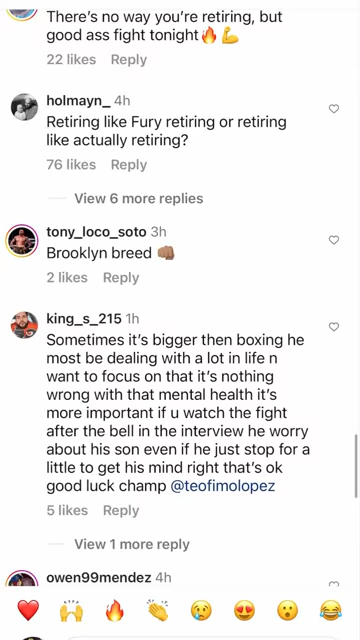 There's no way you're retiring, but
good ass fight tonight🔥💪
22 likes Reply
holmayn_ 4h
Retiring like Fury retiring or retiring
like actually retiring?
76 likes Reply
View 6 more replies
tony_loco_soto 3h
Brooklyn breed 👊🏽
2 likes Reply
king_s_215 1h
Sometimes it's bigger then boxing he
most be dealing with a lot in life n
want to focus on that it's nothing
wrong with that mental health it's
more important if u watch the fight
after the bell in the interview he worry
about his son even if he just stop for a
little to get his mind right that's ok
good luck champ @teofimolopez
5 likes Reply
View 1 more reply
owen99mendez 4h
❤️ 🙌 🔥 👏 😢 😍 😮 😂